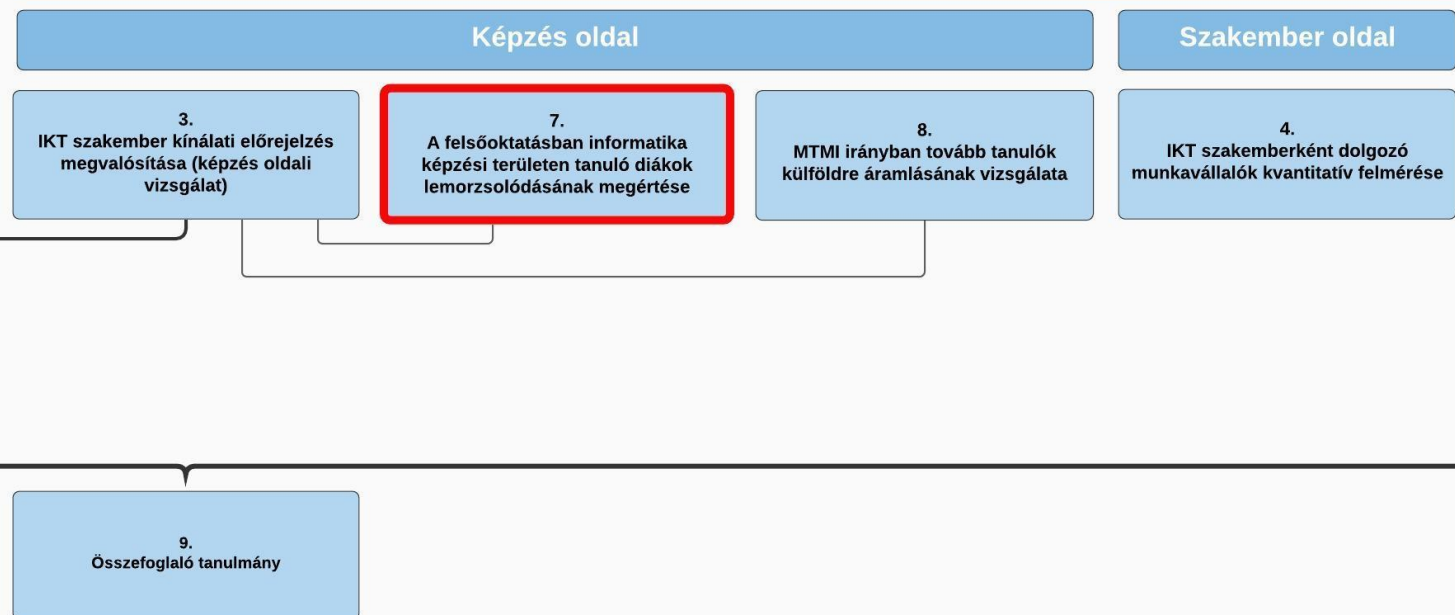 Képzés oldal
Szakember oldal
3.
IKT szakember kínálati előrejelzés
megvalósítása (képzés oldali
vizsgálat)
7.
A felsőoktatásban informatika
képzési területen tanuló diákok
lemorzsolódásának megértése
8.
MTMI irányban tovább tanulók
külföldre áramlásának vizsgálata
4.
IKT szakemberként dolgozó
munkavállalók kvantitatív felmérése
9.
Összefoglaló tanulmány